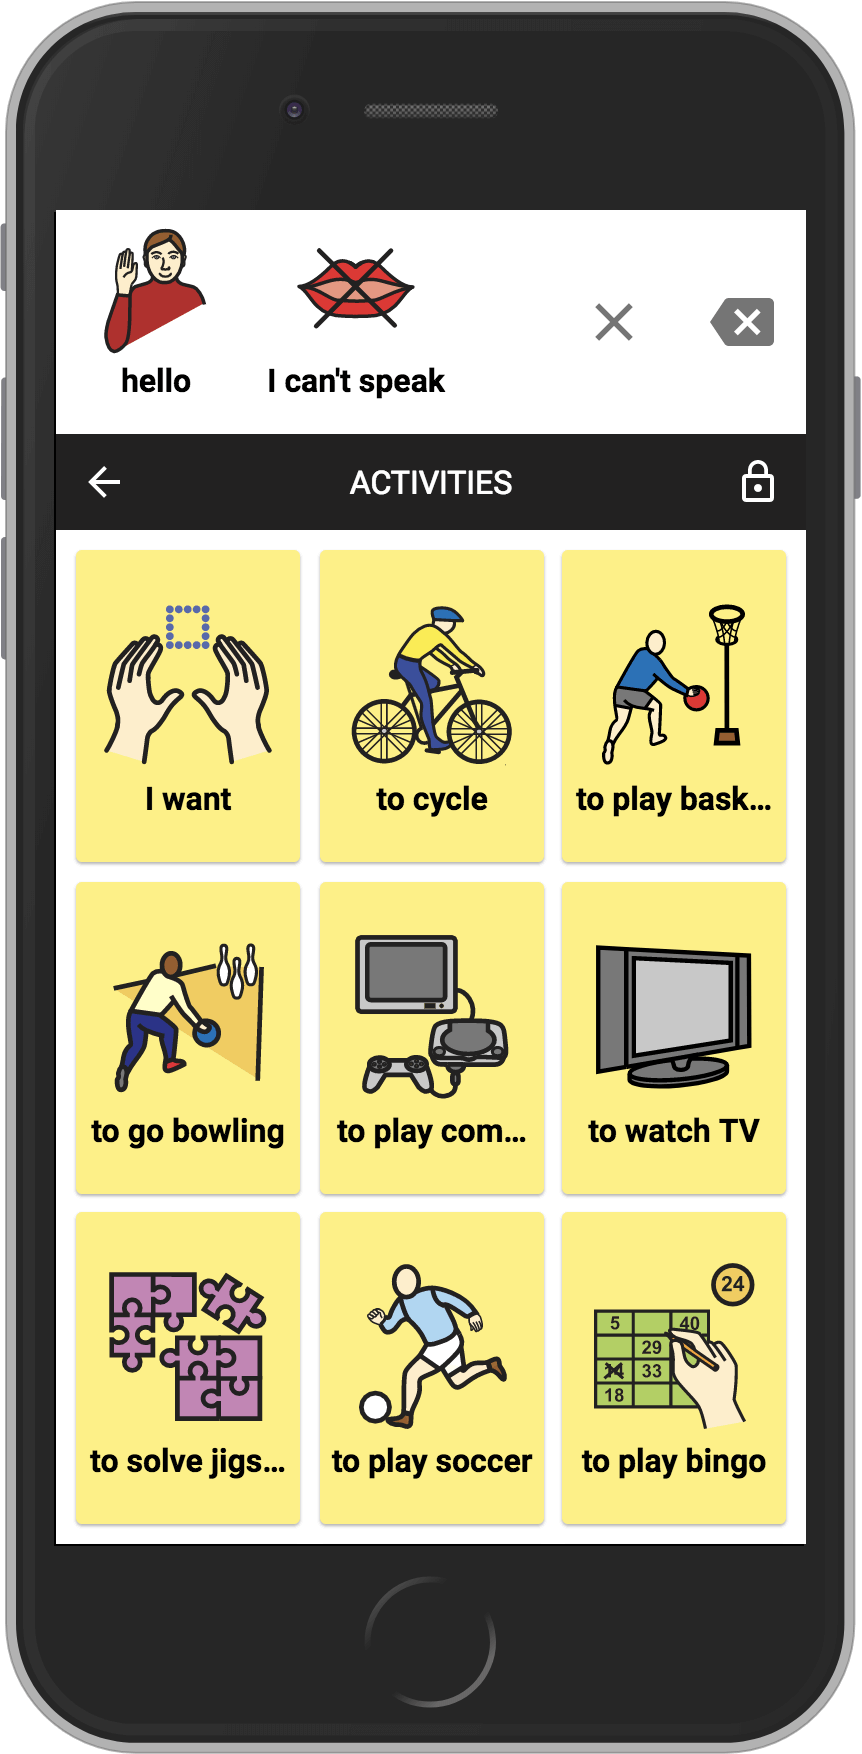 hello
I can't speak
ACTIVITIES
I want
to cycle
to play bask...
to go bowling
to play com...
to watch TV
to solve jigs...
to play soccer
24
5 40
29
33
18
to play bingo